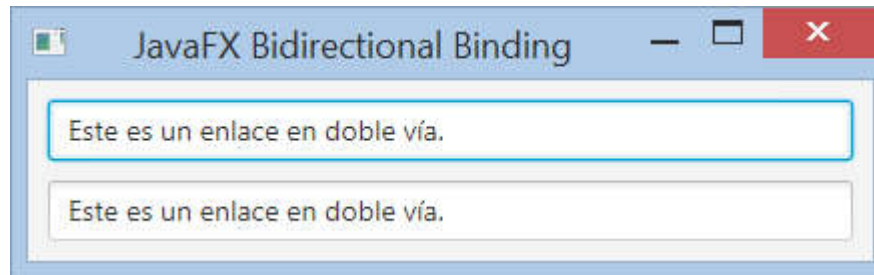 JavaFX Bidirectional Binding
Este es un enlace en doble vía.
Este es un enlace en doble vía.